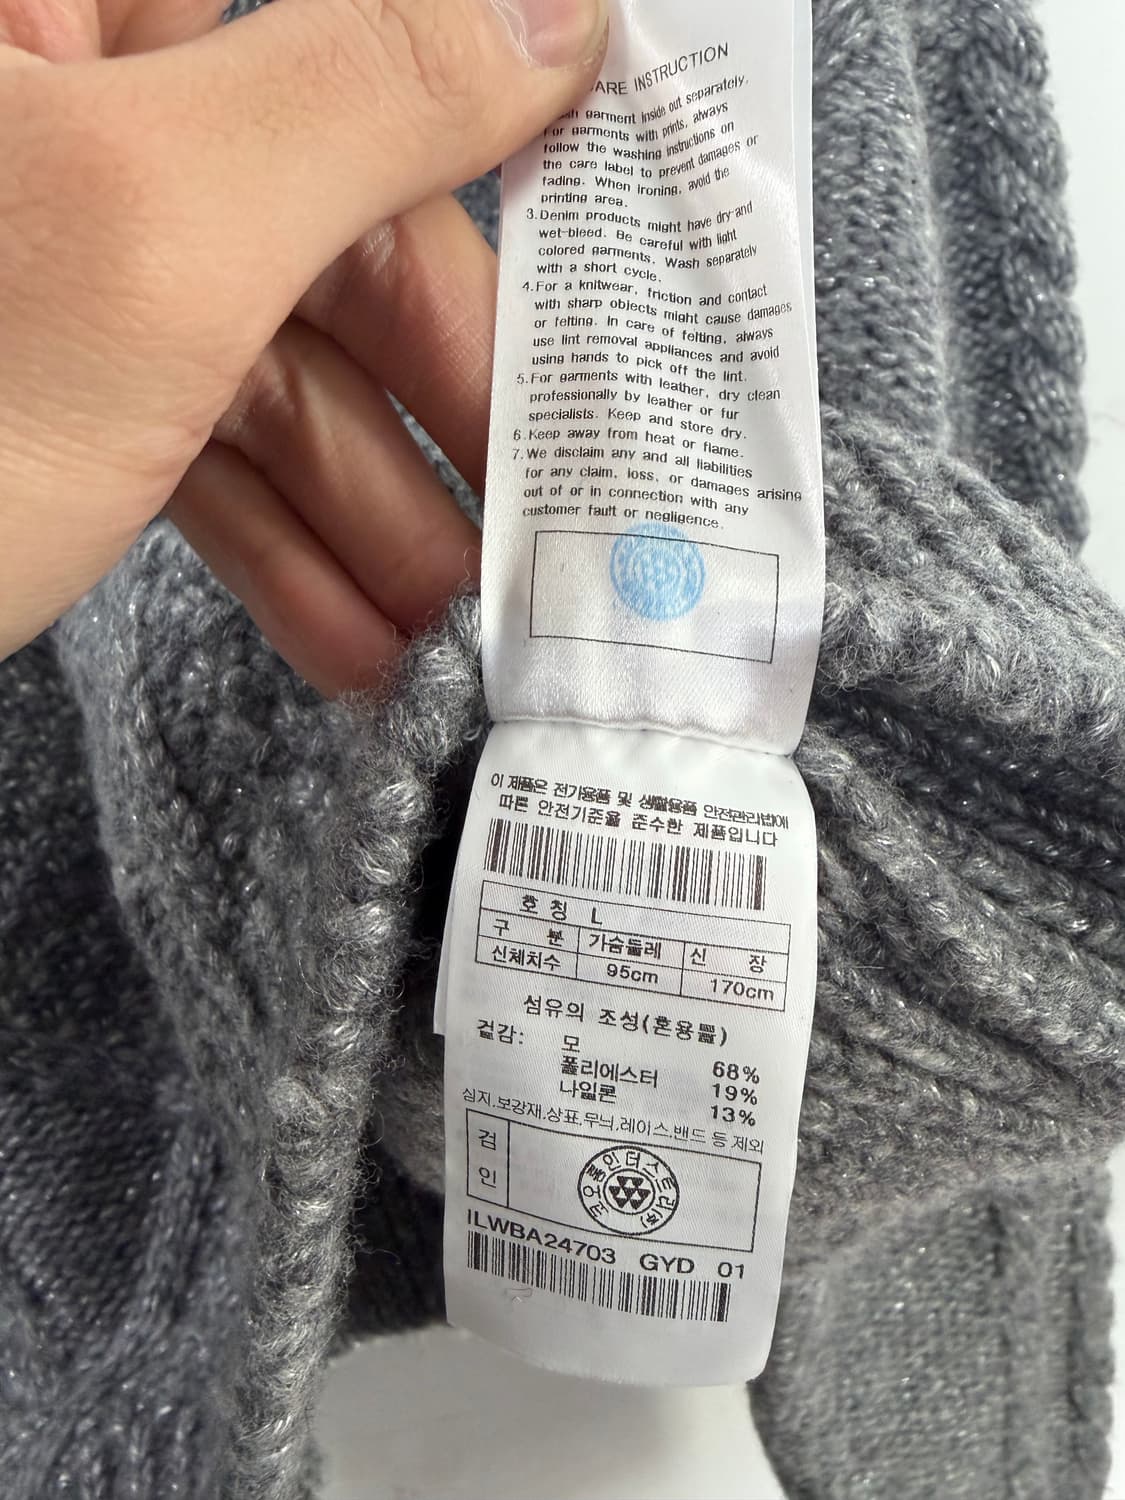 CARE INSTRUCTION
garment inside out separately.
For garments with prints, always
follow the washing instructions on
the care label to prevent damages or
fading. When ironing, avoid the
printing area.
3.Denim products might have dry-and
wet-bleed. Be careful with light
colored garments. Wash separately
with a short cycle.
4.For a knitwear, friction and contact
with sharp objects might cause damages
or felting. In care of felting, always
use lint removal appliances and avoid
using hands to pick off the lint.
5.For garments with leather, dry clean
professionally by leather or fur
specialists. Keep and store dry.
6.Keep away from heat or flame.
7.We disclaim any and all liabilities
for any claim, loss, or damages arising
out of or in connection with any
customer fault or negligence.
이 제품은 전기용품 및 생활용품 안전관리법에
따른 안전기준을 준수한 제품입니다
호 칭 L
구 분 가슴둘레 신 장
신체치수 95cm 170cm
섬유의 조성(혼용률)
겉감: 모 68%
폴리에스터 19%
나일론 13%
심지,보강재,상표,무늬,레이스,밴드 등 제외
검 인
인더스트리(주)
ILWBA24703 GYD 01